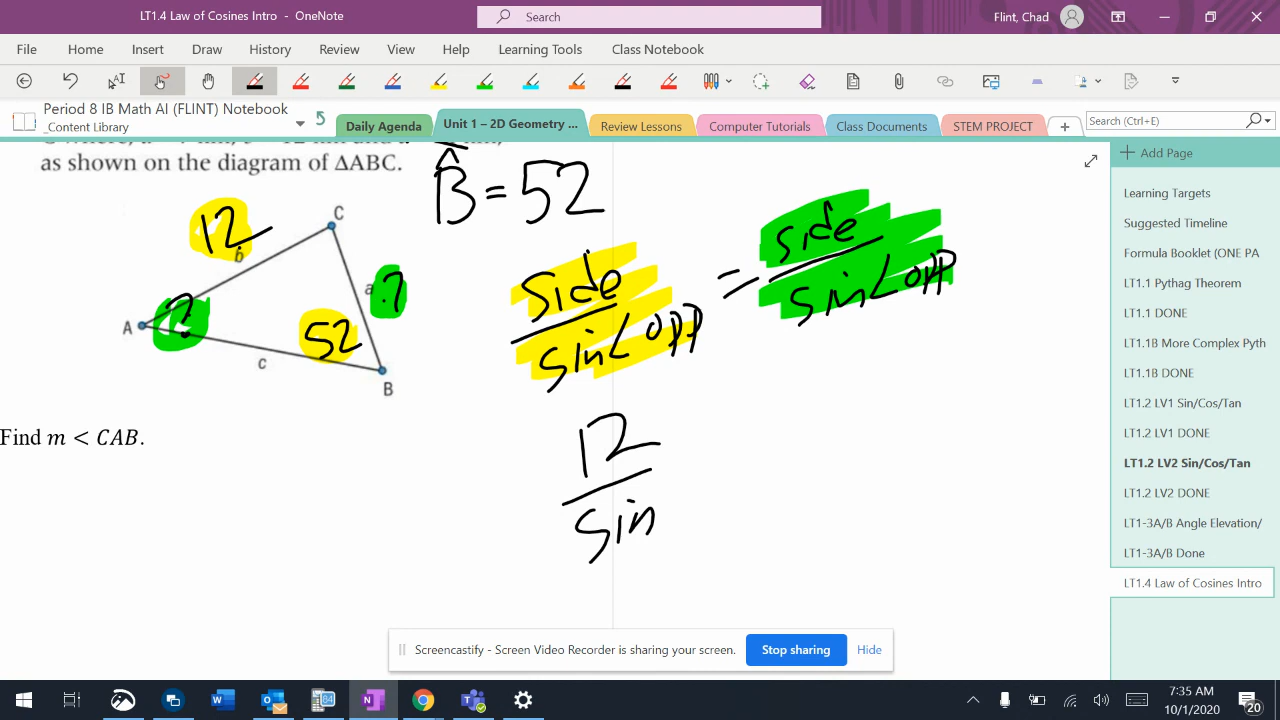 LT1.4 Law of Cosines Intro - OneNote
Search
Flint, Chad
File Home Insert Draw History Review View Help Learning Tools Class Notebook
Period 8 IB Math AI (FLINT) Notebook
_Content Library
Daily Agenda
Unit 1 – 2D Geometry ...
Review Lessons
Computer Tutorials
Class Documents
STEM PROJECT
Search (Ctrl+E)
Add Page
Learning Targets
Suggested Timeline
Formula Booklet (ONE PA
LT1.1 Pythag Theorem
LT1.1 DONE
LT1.1B More Complex Pyth
LT1.1B DONE
LT1.2 LV1 Sin/Cos/Tan
LT1.2 LV1 DONE
LT1.2 LV2 Sin/Cos/Tan
LT1.2 LV2 DONE
LT1-3A/B Angle Elevation/
LT1-3A/B Done
LT1.4 Law of Cosines Intro
as shown on the diagram of ΔABC.
B̂ = 52
12
b
C
a
7
A
?
52
c
B
side
sin∠ opp
=
side
sin∠ opp
Find m < CAB.
12
sin
Screencastify - Screen Video Recorder is sharing your screen.
Stop sharing
Hide
84
7:35 AM
10/1/2020
20